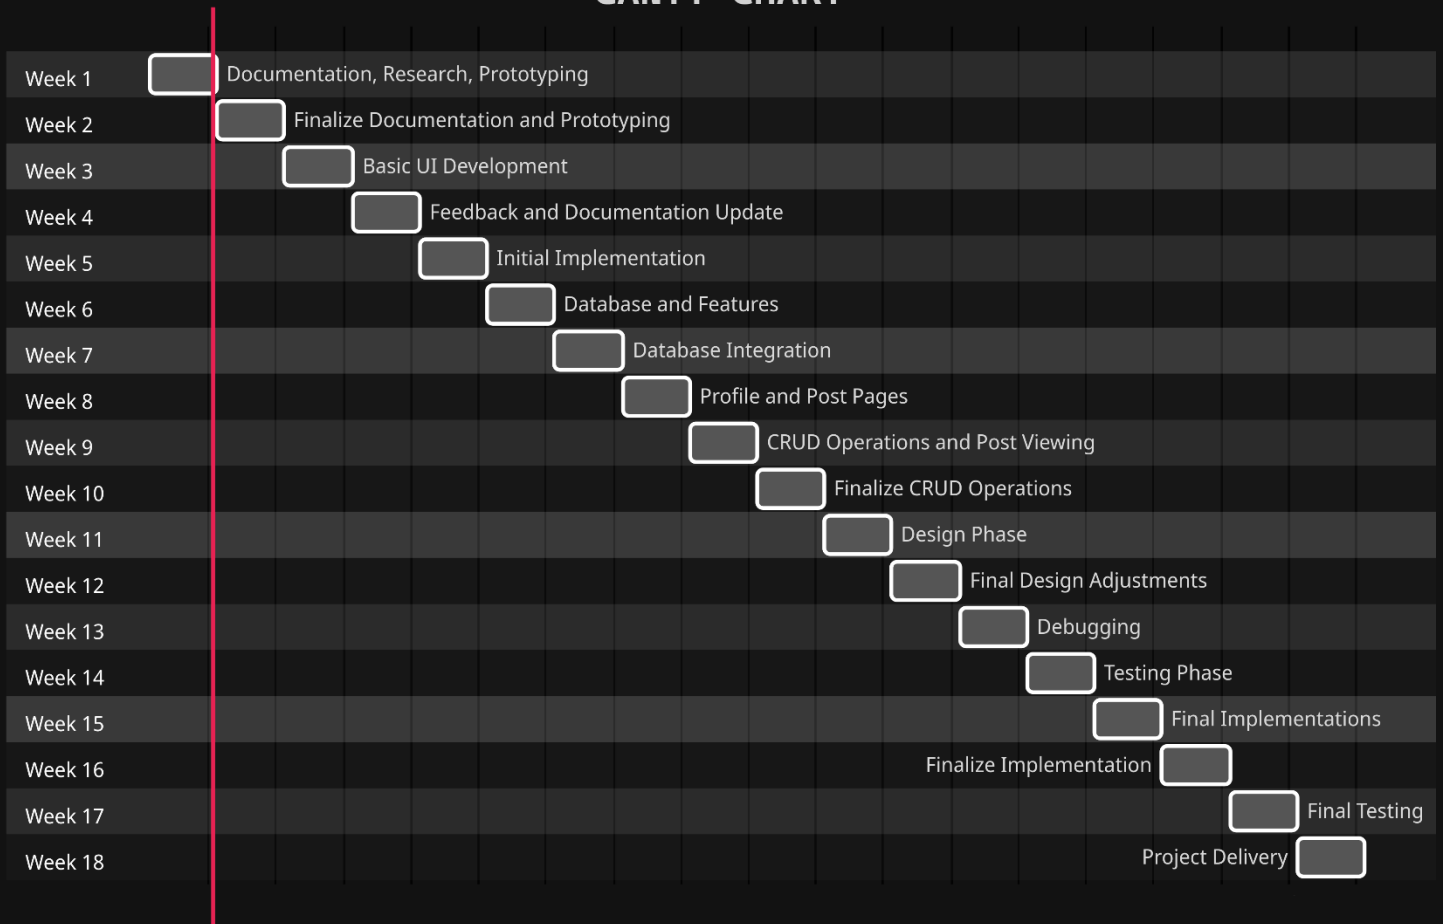 GANTT CHART
Week 1 Documentation, Research, Prototyping
Week 2 Finalize Documentation and Prototyping
Week 3 Basic UI Development
Week 4 Feedback and Documentation Update
Week 5 Initial Implementation
Week 6 Database and Features
Week 7 Database Integration
Week 8 Profile and Post Pages
Week 9 CRUD Operations and Post Viewing
Week 10 Finalize CRUD Operations
Week 11 Design Phase
Week 12 Final Design Adjustments
Week 13 Debugging
Week 14 Testing Phase
Week 15 Final Implementations
Week 16 Finalize Implementation
Week 17 Final Testing
Week 18 Project Delivery